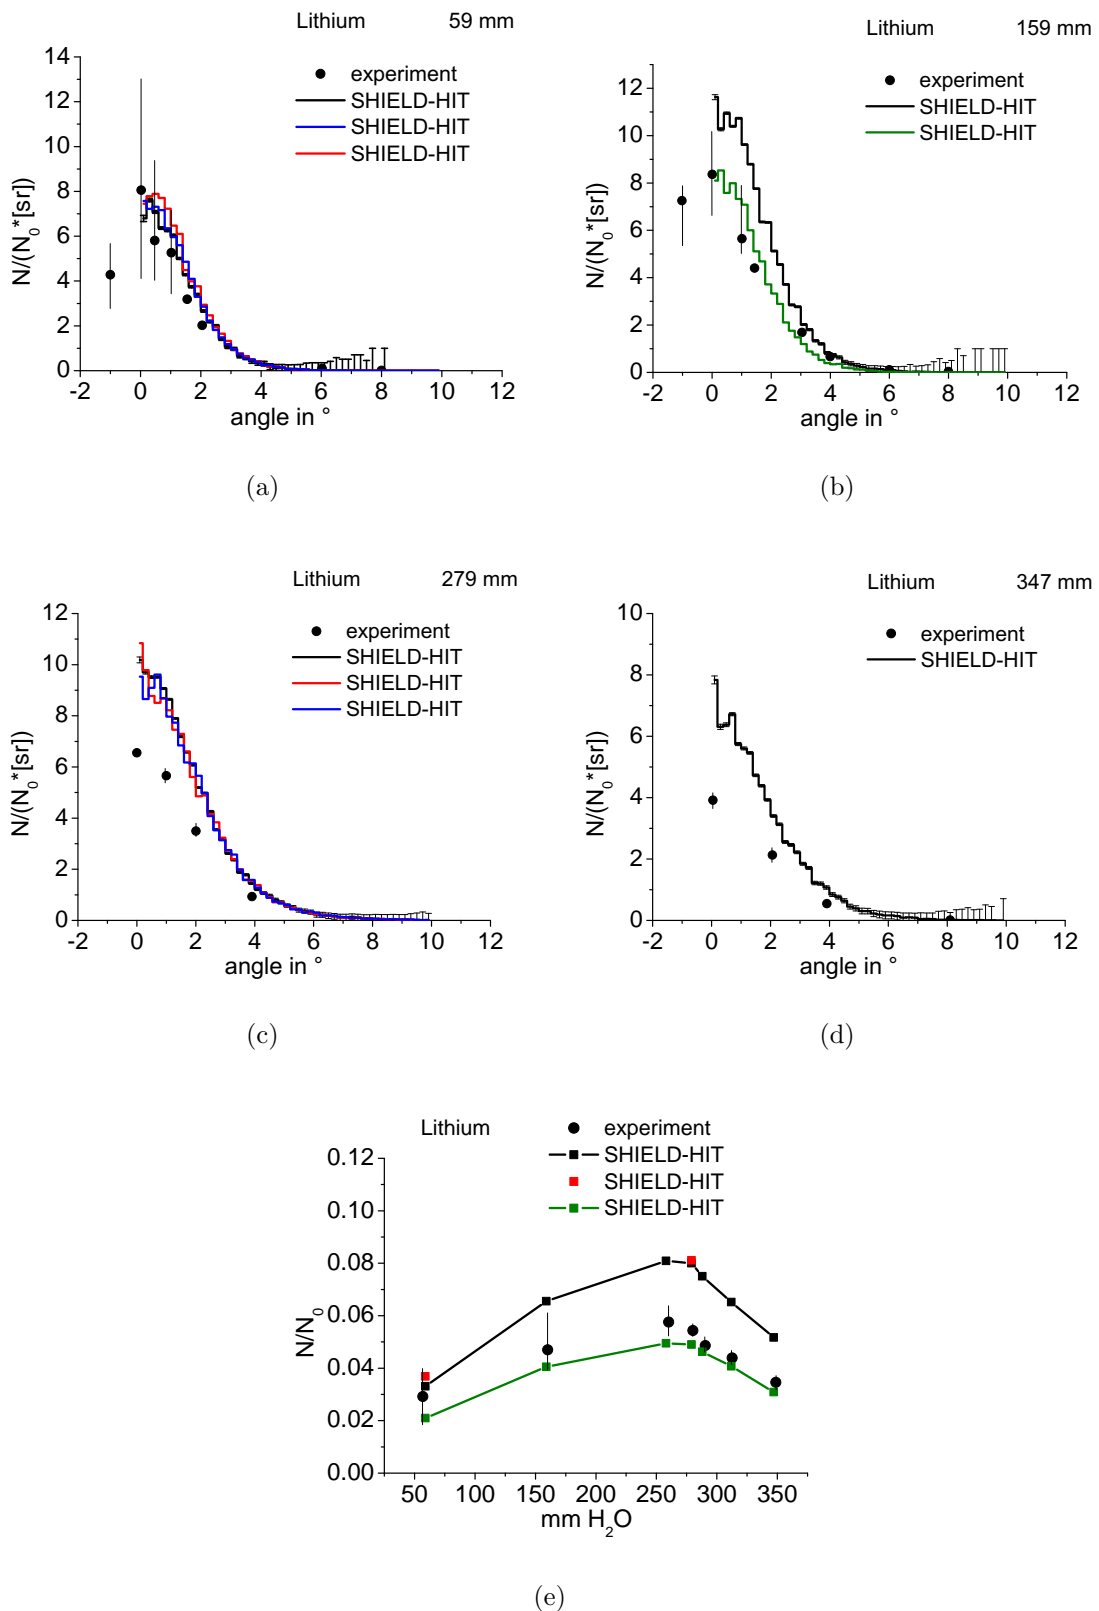 Lithium 59 mm
experiment
SHIELD-HIT
SHIELD-HIT
SHIELD-HIT
N/(N0*[sr])
14
12
10
8
6
4
2
0
-2 0 2 4 6 8 10 12
angle in °
(a)
Lithium 159 mm
experiment
SHIELD-HIT
SHIELD-HIT
N/(N0*[sr])
12
10
8
6
4
2
0
-2 0 2 4 6 8 10 12
angle in °
(b)
Lithium 279 mm
experiment
SHIELD-HIT
SHIELD-HIT
SHIELD-HIT
N/(N0*[sr])
12
10
8
6
4
2
0
-2 0 2 4 6 8 10 12
angle in °
(c)
Lithium 347 mm
experiment
SHIELD-HIT
N/(N0*[sr])
10
8
6
4
2
0
-2 0 2 4 6 8 10 12
angle in °
(d)
Lithium
experiment
SHIELD-HIT
SHIELD-HIT
SHIELD-HIT
N/N0
0.12
0.10
0.08
0.06
0.04
0.02
0.00
50 100 150 200 250 300 350
mm H2O
(e)